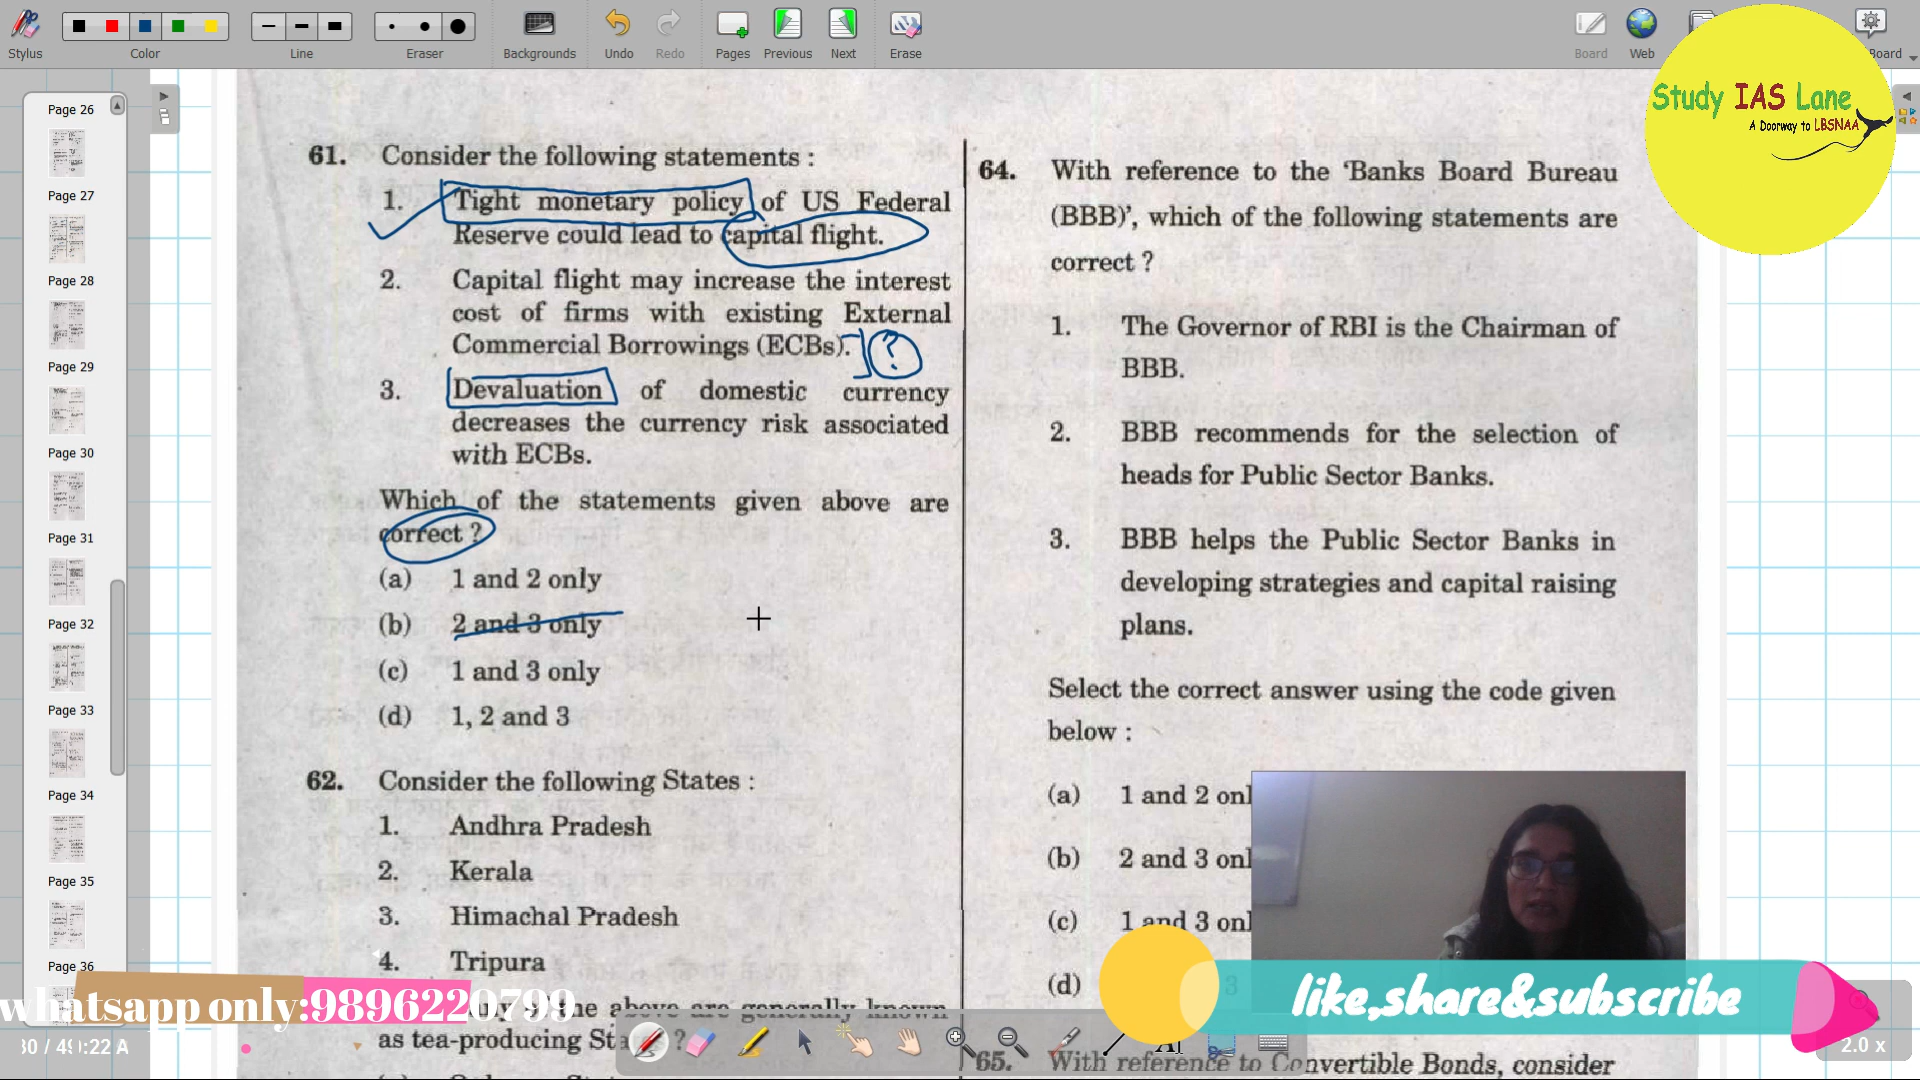 Stylus
Color
Line
Eraser
Backgrounds
Undo
Redo
Pages
Previous
Next
Erase
Board
Web
Board
Study IAS Lane
A Doorway to LBSNAA
Page 26
Page 27
Page 28
Page 29
Page 30
Page 31
Page 32
Page 33
Page 34
Page 35
Page 36
61. Consider the following statements :
1. Tight monetary policy of US Federal
Reserve could lead to capital flight.
2. Capital flight may increase the interest
cost of firms with existing External
Commercial Borrowings (ECBs).
?
3. Devaluation of domestic currency
decreases the currency risk associated
with ECBs.
Which of the statements given above are
correct ?
(a) 1 and 2 only
(b) 2 and 3 only
(c) 1 and 3 only
(d) 1, 2 and 3
62. Consider the following States :
1. Andhra Pradesh
2. Kerala
3. Himachal Pradesh
4. Tripura
the above are generally known
as tea-producing
?
64. With reference to the ‘Banks Board Bureau
(BBB)’, which of the following statements are
correct ?
1. The Governor of RBI is the Chairman of
BBB.
2. BBB recommends for the selection of
heads for Public Sector Banks.
3. BBB helps the Public Sector Banks in
developing strategies and capital raising
plans.
Select the correct answer using the code given
below :
(a) 1 and 2
(b) 2 and 3
(c) 1 and 3
(d)
3
65. With reference to Convertible Bonds, consider
whatsapp only:9896220799
like,share&subscribe
2.0 x